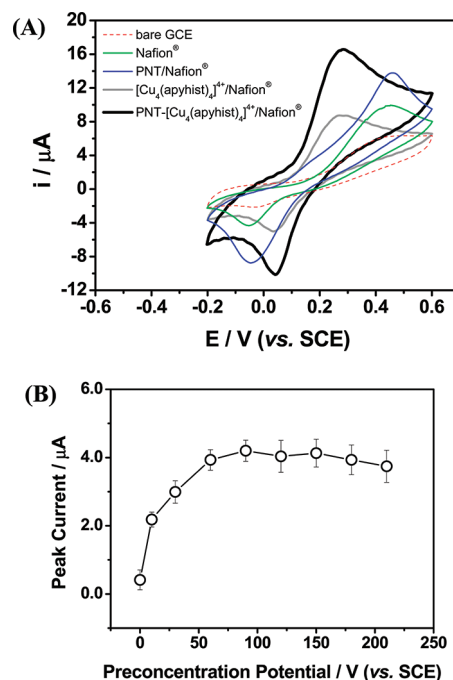 (A)
bare GCE
Nafion®
PNT/Nafion®
[Cu4(apyhist)4]4+/Nafion®
PNT-[Cu4(apyhist)4]4+/Nafion®
i / μA
20
16
12
8
4
0
-4
-8
-12
-0.6 -0.4 -0.2 0.0 0.2 0.4 0.6
E / V (vs. SCE)
(B)
Peak Current / μA
6.0
4.0
2.0
0.0
0 50 100 150 200 250
Preconcentration Potential / V (vs. SCE)